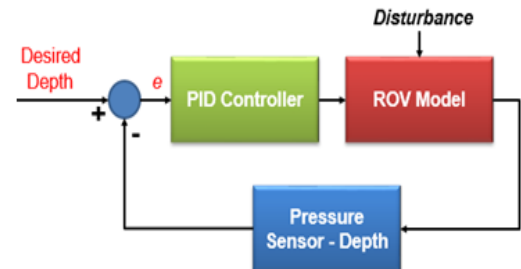 Disturbance
Desired
Depth
e
PID Controller
ROV Model
+
-
Pressure
Sensor - Depth